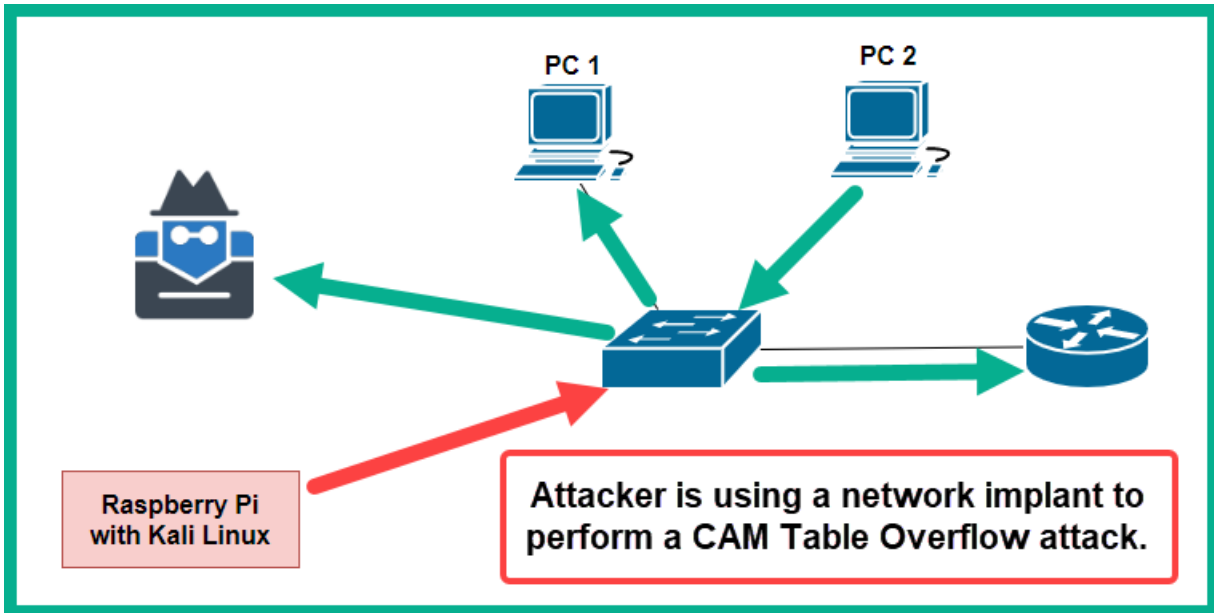 PC 1
PC 2
Raspberry Pi
with Kali Linux
Attacker is using a network implant to
perform a CAM Table Overflow attack.